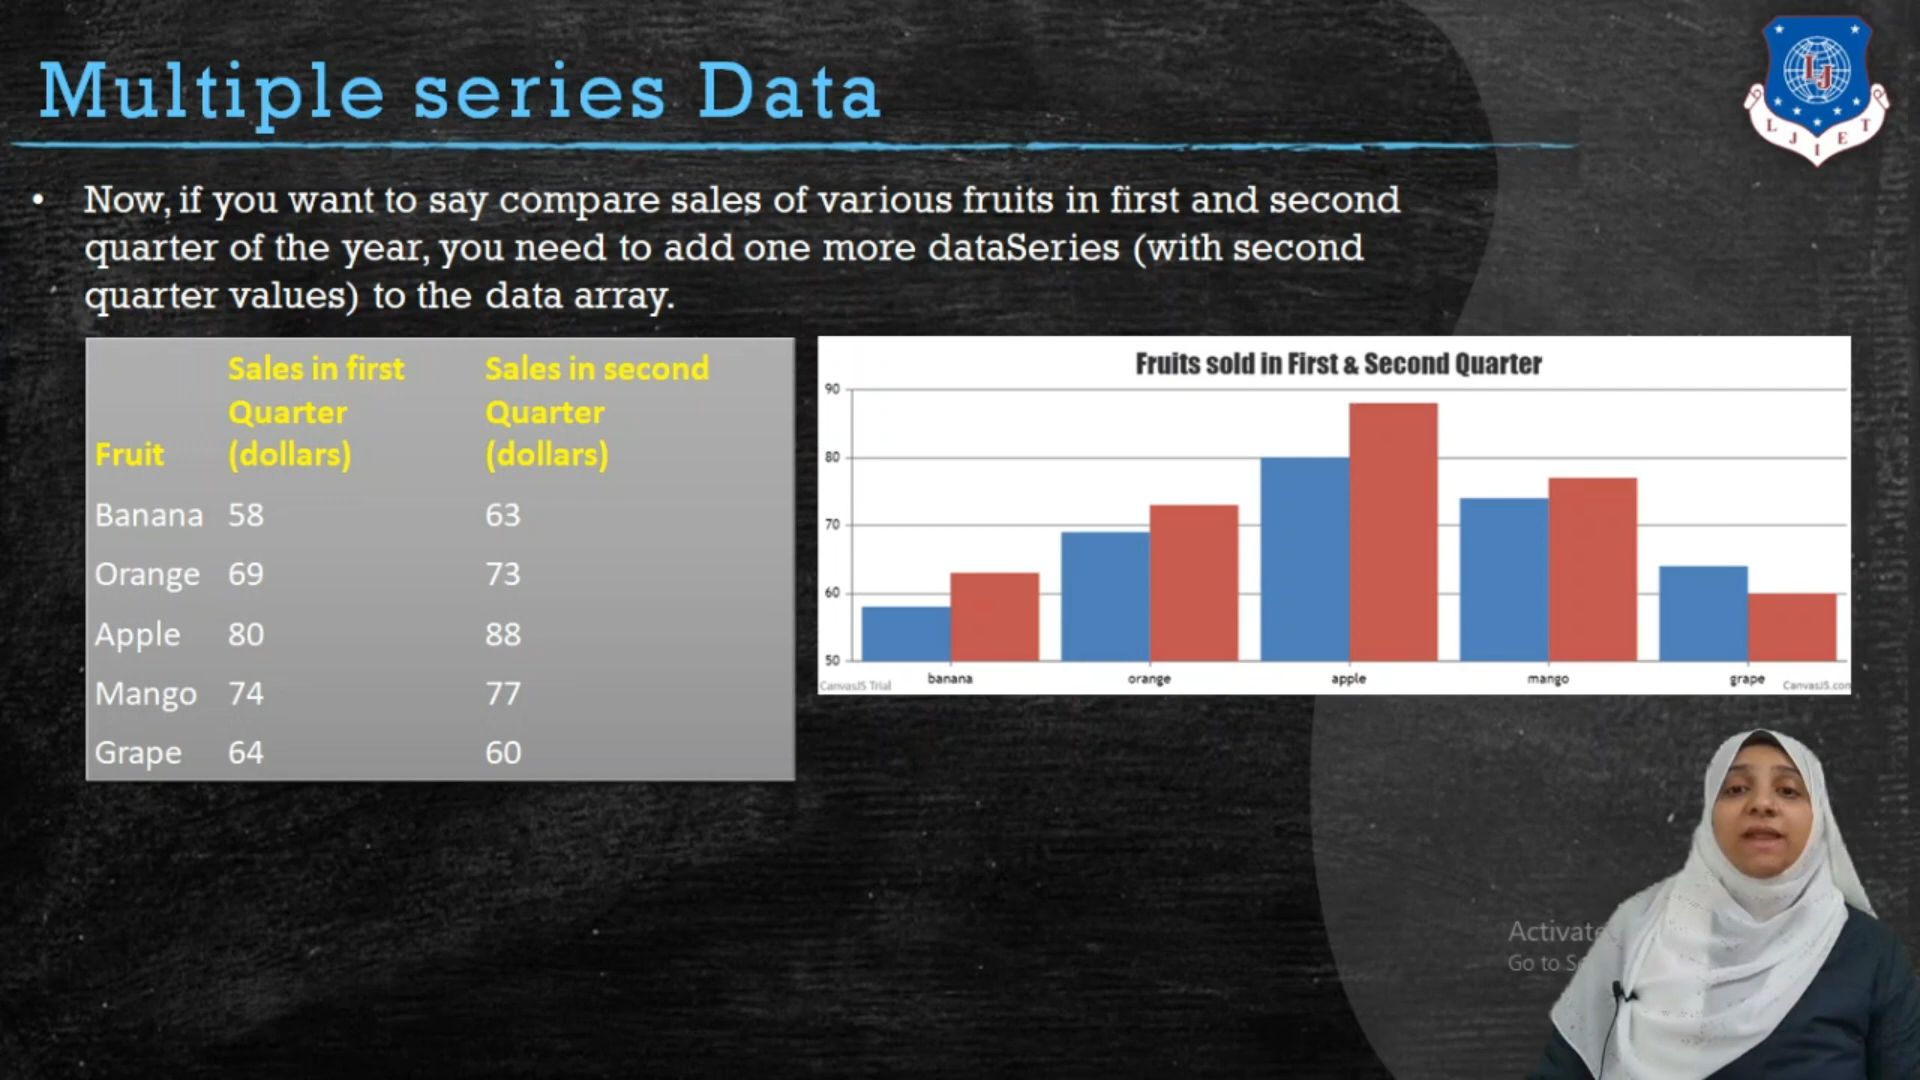 Multiple series Data
L J I E T
LJ
• Now, if you want to say compare sales of various fruits in first and second
quarter of the year, you need to add one more dataSeries (with second
quarter values) to the data array.
Fruit Sales in first Quarter (dollars) Sales in second Quarter (dollars)
Banana 58 63
Orange 69 73
Apple 80 88
Mango 74 77
Grape 64 60
Fruits sold in First & Second Quarter
90
80
70
60
50
banana orange apple mango grape
CanvasJS Trial
CanvasJS.com
Activate
Go to